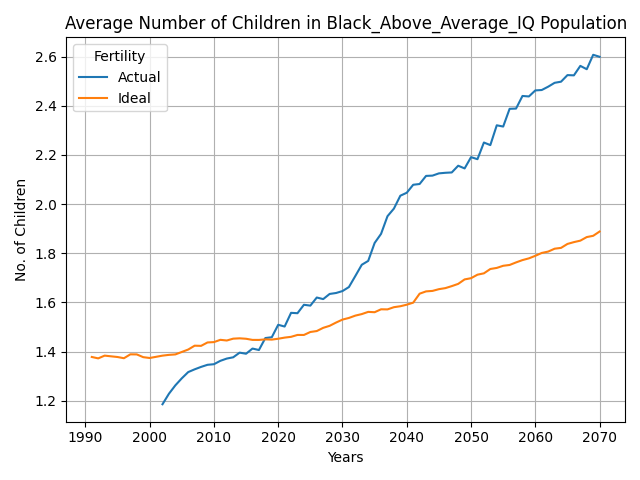 Average Number of Children in Black_Above_Average_IQ Population
Fertility
Actual
Ideal
No. of Children
2.6
2.4
2.2
2.0
1.8
1.6
1.4
1.2
1990 2000 2010 2020 2030 2040 2050 2060 2070
Years